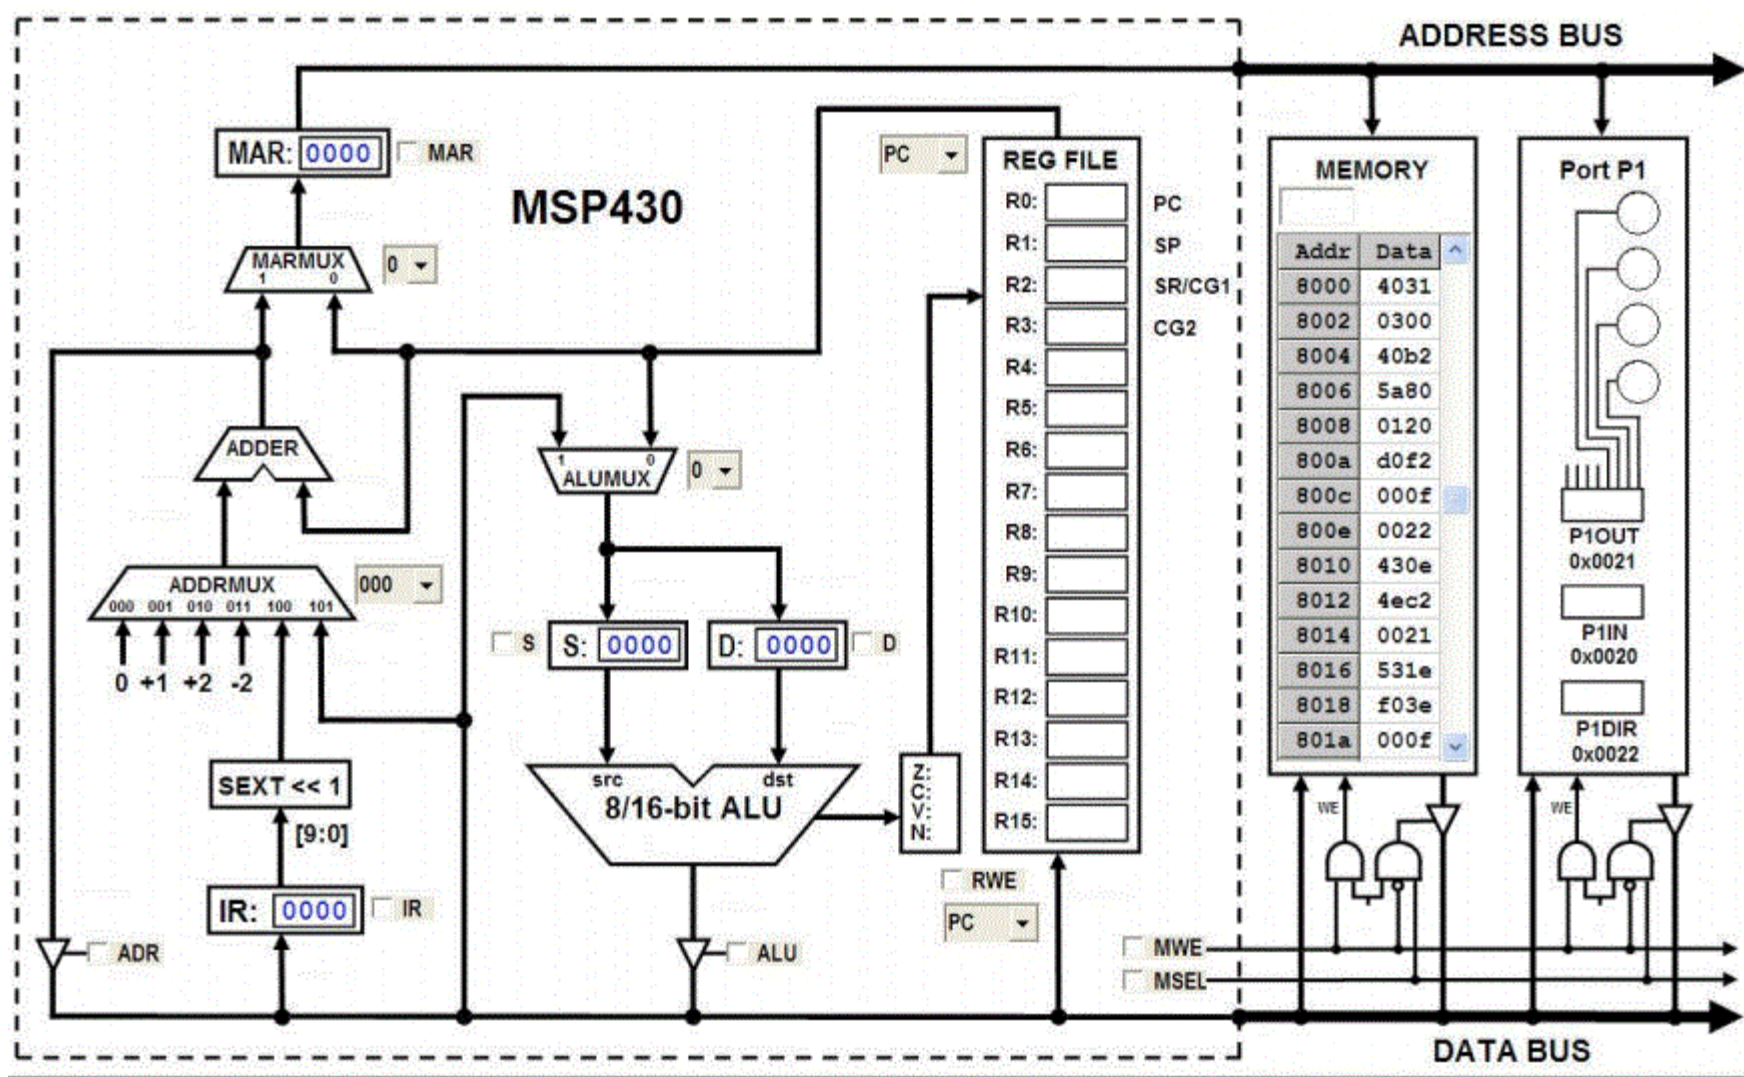 ADDRESS BUS
MAR: 0000
MAR
MSP430
PC
REG FILE
R0:
PC
R1:
SP
R2:
SR/CG1
R3:
CG2
R4:
R5:
R6:
R7:
R8:
R9:
R10:
R11:
R12:
R13:
R14:
R15:
MEMORY
Addr Data
8000 4031
8002 0300
8004 40b2
8006 5a80
8008 0120
800a d0f2
800c 000f
800e 0022
8010 430e
8012 4ec2
8014 0021
8016 531e
8018 f03e
801a 000f
Port P1
P1OUT
0x0021
P1IN
0x0020
P1DIR
0x0022
MARMUX
1 0
0
ADDER
1 0
ALUMUX
0
ADDRMUX
000 001 010 011 100 101
000
0 +1 +2 -2
S
S: 0000
D: 0000
D
SEXT << 1
[9:0]
src dst
8/16-bit ALU
Z:
C:
V:
N:
WE
WE
IR: 0000
IR
RWE
PC
ADR
ALU
MWE
MSEL
DATA BUS